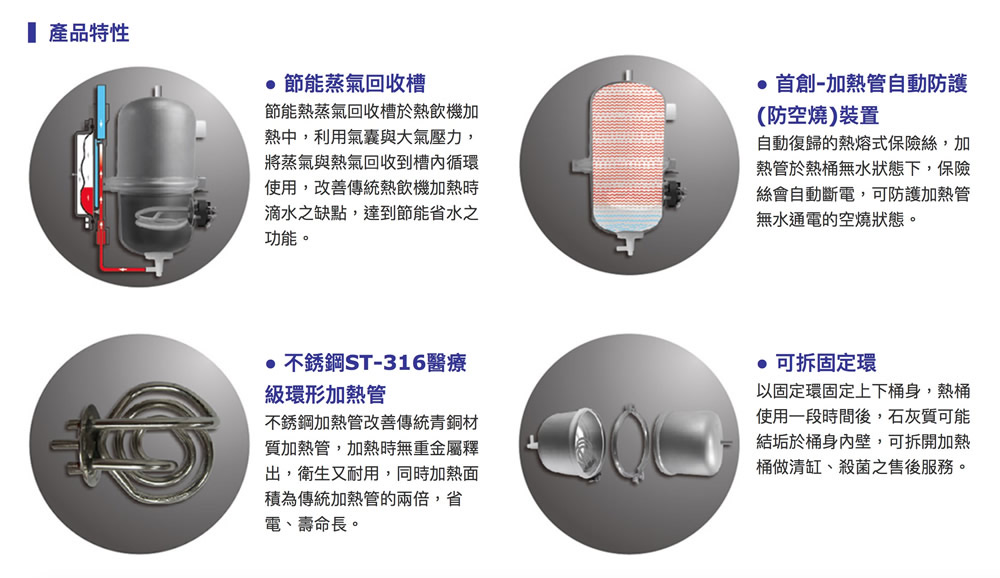 產品特性
● 節能蒸氣回收槽
節能熱蒸氣回收槽於熱飲機加
熱中，利用氣囊與大氣壓力，
將蒸氣與熱氣回收到槽內循環
使用，改善傳統熱飲機加熱時
滴水之缺點，達到節能省水之
功能。
● 首創-加熱管自動防護
(防空燒)裝置
自動復歸的熱熔式保險絲，加
熱管於熱桶無水狀態下，保險
絲會自動斷電，可防護加熱管
無水通電的空燒狀態。
● 不銹鋼ST-316醫療
級環形加熱管
不銹鋼加熱管改善傳統青銅材
質加熱管，加熱時無重金屬釋
出，衛生又耐用，同時加熱面
積為傳統加熱管的兩倍，省
電、壽命長。
● 可拆固定環
以固定環固定上下桶身，熱桶
使用一段時間後，石灰質可能
結垢於桶身內壁，可拆開加熱
桶做清缸、殺菌之售後服務。